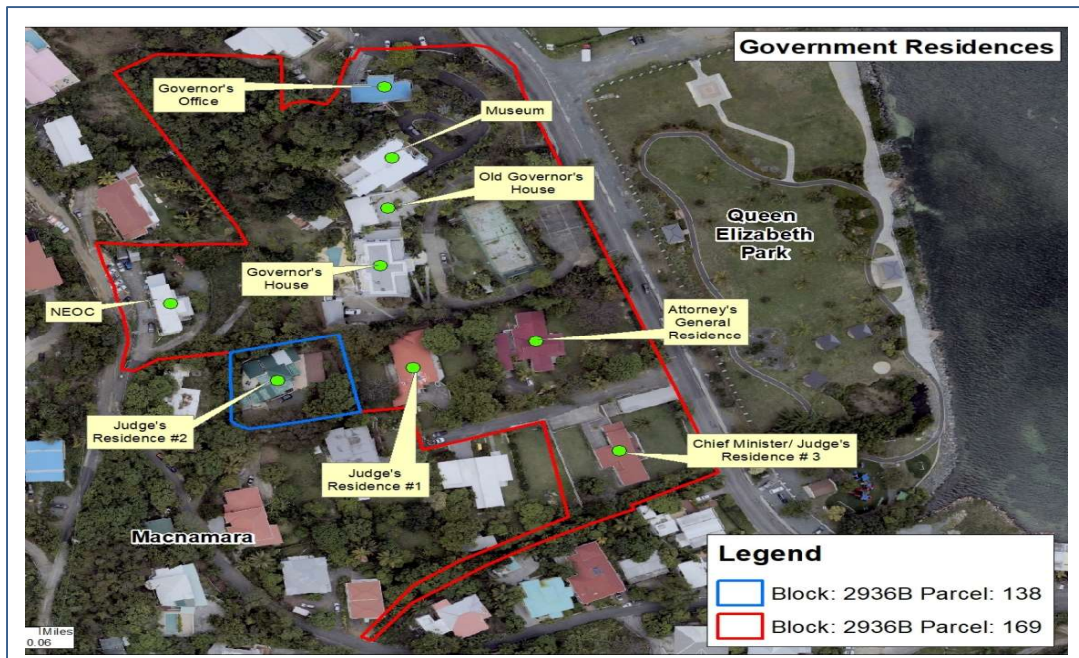 Government Residences
Governor's
Office
Museum
Old Governor's
House
Queen
Elizabeth
Park
Governor's
House
NEOC
Attorney's
General
Residence
Judge's
Residence #2
Judge's
Residence #1
Chief Minister/ Judge's
Residence # 3
Macnamara
Legend
Block: 2936B Parcel: 138
Block: 2936B Parcel: 169
Miles
0.06